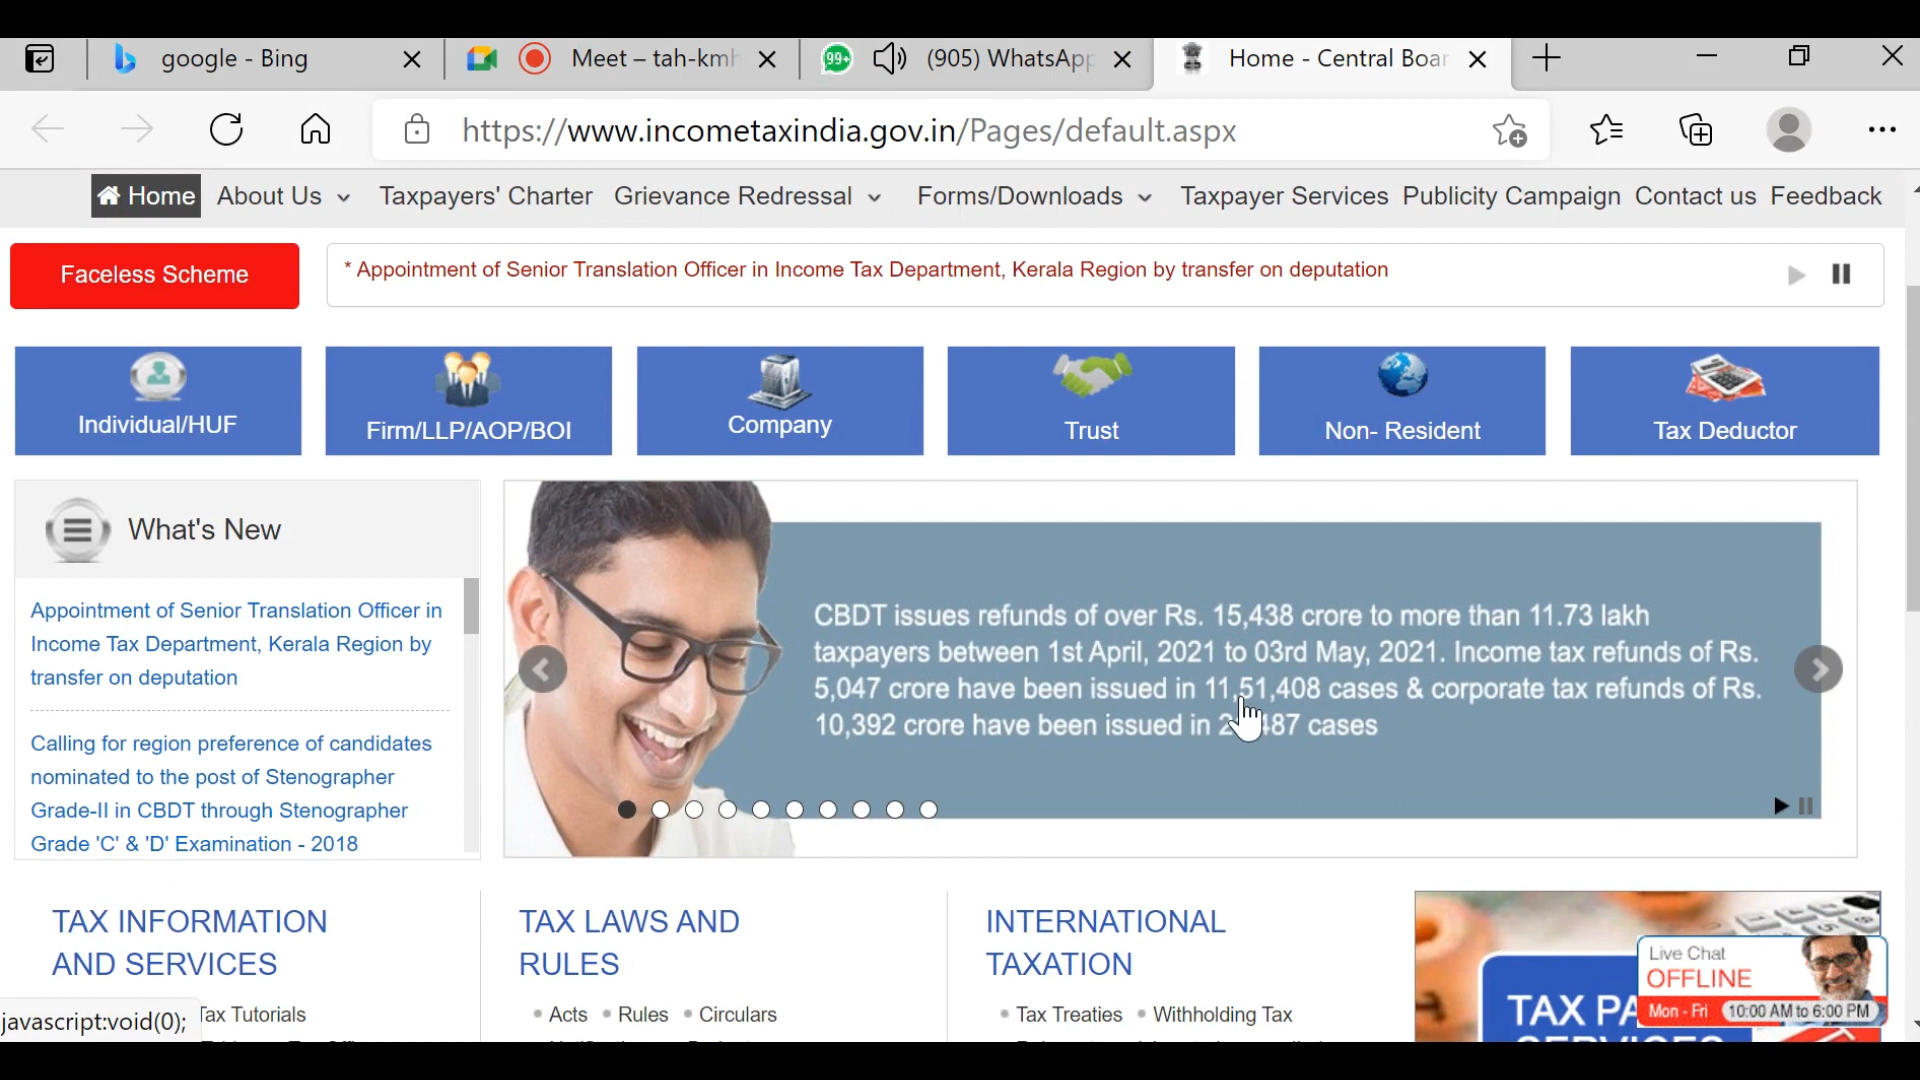 google - Bing
Meet – tah-kmh
99+
(905) WhatsApp
Home - Central Boar
https://www.incometaxindia.gov.in/Pages/default.aspx
Home About Us Taxpayers' Charter Grievance Redressal Forms/Downloads Taxpayer Services Publicity Campaign Contact us Feedback
Faceless Scheme
* Appointment of Senior Translation Officer in Income Tax Department, Kerala Region by transfer on deputation
Individual/HUF
Firm/LLP/AOP/BOI
Company
Trust
Non- Resident
Tax Deductor
What's New
Appointment of Senior Translation Officer in
Income Tax Department, Kerala Region by
transfer on deputation
Calling for region preference of candidates
nominated to the post of Stenographer
Grade-II in CBDT through Stenographer
Grade 'C' & 'D' Examination - 2018
CBDT issues refunds of over Rs. 15,438 crore to more than 11.73 lakh
taxpayers between 1st April, 2021 to 03rd May, 2021. Income tax refunds of Rs.
5,047 crore have been issued in 11,51,408 cases & corporate tax refunds of Rs.
10,392 crore have been issued in cases
TAX INFORMATION
AND SERVICES
Tax Tutorials
TAX LAWS AND
RULES
• Acts • Rules • Circulars
INTERNATIONAL
TAXATION
• Tax Treaties • Withholding Tax
TAX PA
Live Chat
OFFLINE
Mon - Fri 10:00 AM to 6:00 PM
javascript:void(0);